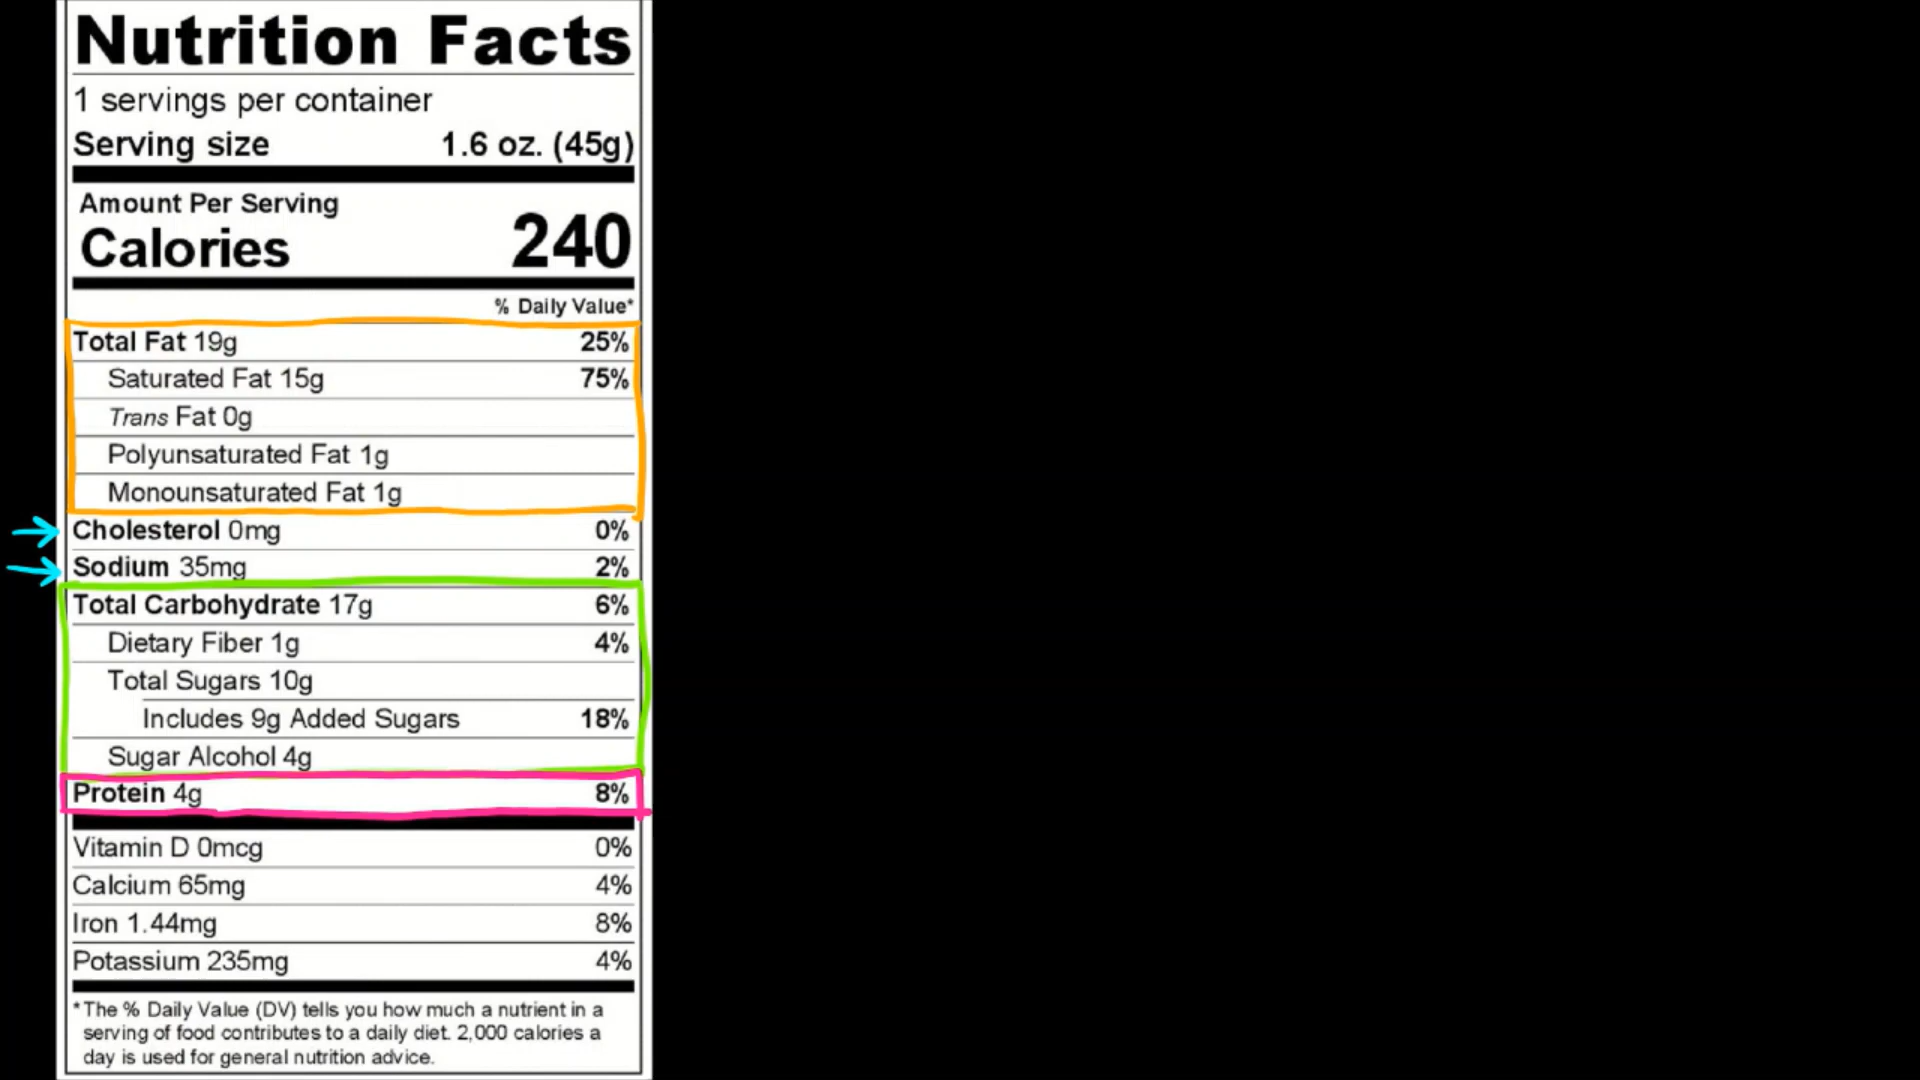 Nutrition Facts
1 servings per container
Serving size 1.6 oz. (45g)
Amount Per Serving
Calories 240
% Daily Value*
Total Fat 19g 25%
Saturated Fat 15g 75%
Trans Fat 0g
Polyunsaturated Fat 1g
Monounsaturated Fat 1g
Cholesterol 0mg 0%
Sodium 35mg 2%
Total Carbohydrate 17g 6%
Dietary Fiber 1g 4%
Total Sugars 10g
Includes 9g Added Sugars 18%
Sugar Alcohol 4g
Protein 4g 8%
Vitamin D 0mcg 0%
Calcium 65mg 4%
Iron 1.44mg 8%
Potassium 235mg 4%
*The % Daily Value (DV) tells you how much a nutrient in a
serving of food contributes to a daily diet. 2,000 calories a
day is used for general nutrition advice.